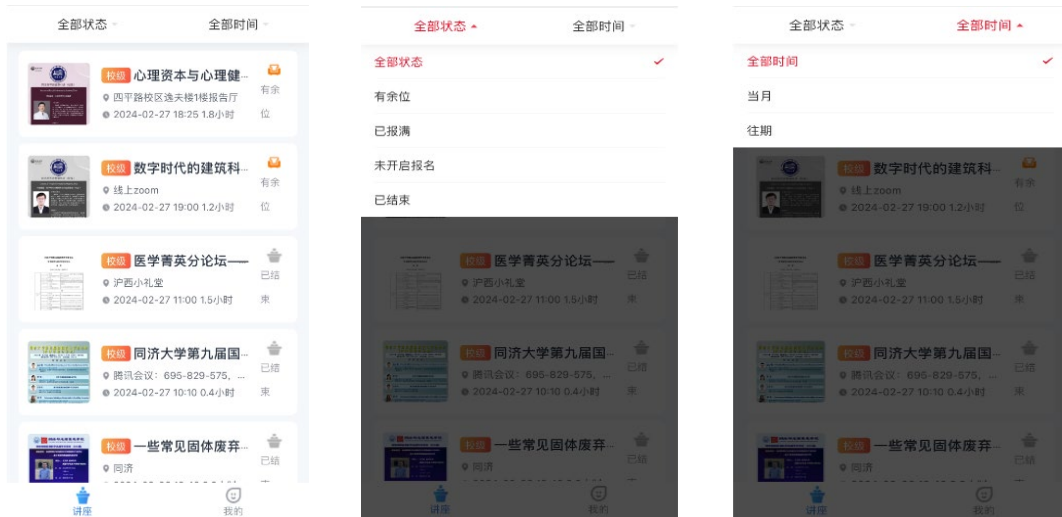 全部状态
全部时间
校级 心理资本与心理健...
四平路校区逸夫楼1楼报告厅
2024-02-27 18:25 1.8小时
有余
位
校级 数字时代的建筑科...
线上zoom
2024-02-27 19:00 1.2小时
有余
位
校级 医学菁英分论坛——
沪西小礼堂
2024-02-27 11:00 1.5小时
已结
束
校级 同济大学第九届国...
腾讯会议：695-829-575, ...
2024-02-27 10:10 0.4小时
已结
束
校级 一些常见固体废弃...
同济
已结
讲座
我的
全部状态
全部时间
全部状态
有余位
已报满
未开启报名
已结束
校级 医学菁英分论坛——
沪西小礼堂
2024-02-27 11:00 1.5小时
已结
束
校级 同济大学第九届国...
腾讯会议：695-829-575, ...
2024-02-27 10:10 0.4小时
已结
束
校级 一些常见固体废弃...
同济
已结
讲座
我的
全部状态
全部时间
全部时间
当月
往期
校级 数字时代的建筑科...
线上zoom
2024-02-27 19:00 1.2小时
有余
位
校级 医学菁英分论坛——
沪西小礼堂
2024-02-27 11:00 1.5小时
已结
束
校级 同济大学第九届国...
腾讯会议：695-829-575, ...
2024-02-27 10:10 0.4小时
已结
束
校级 一些常见固体废弃...
同济
已结
讲座
我的